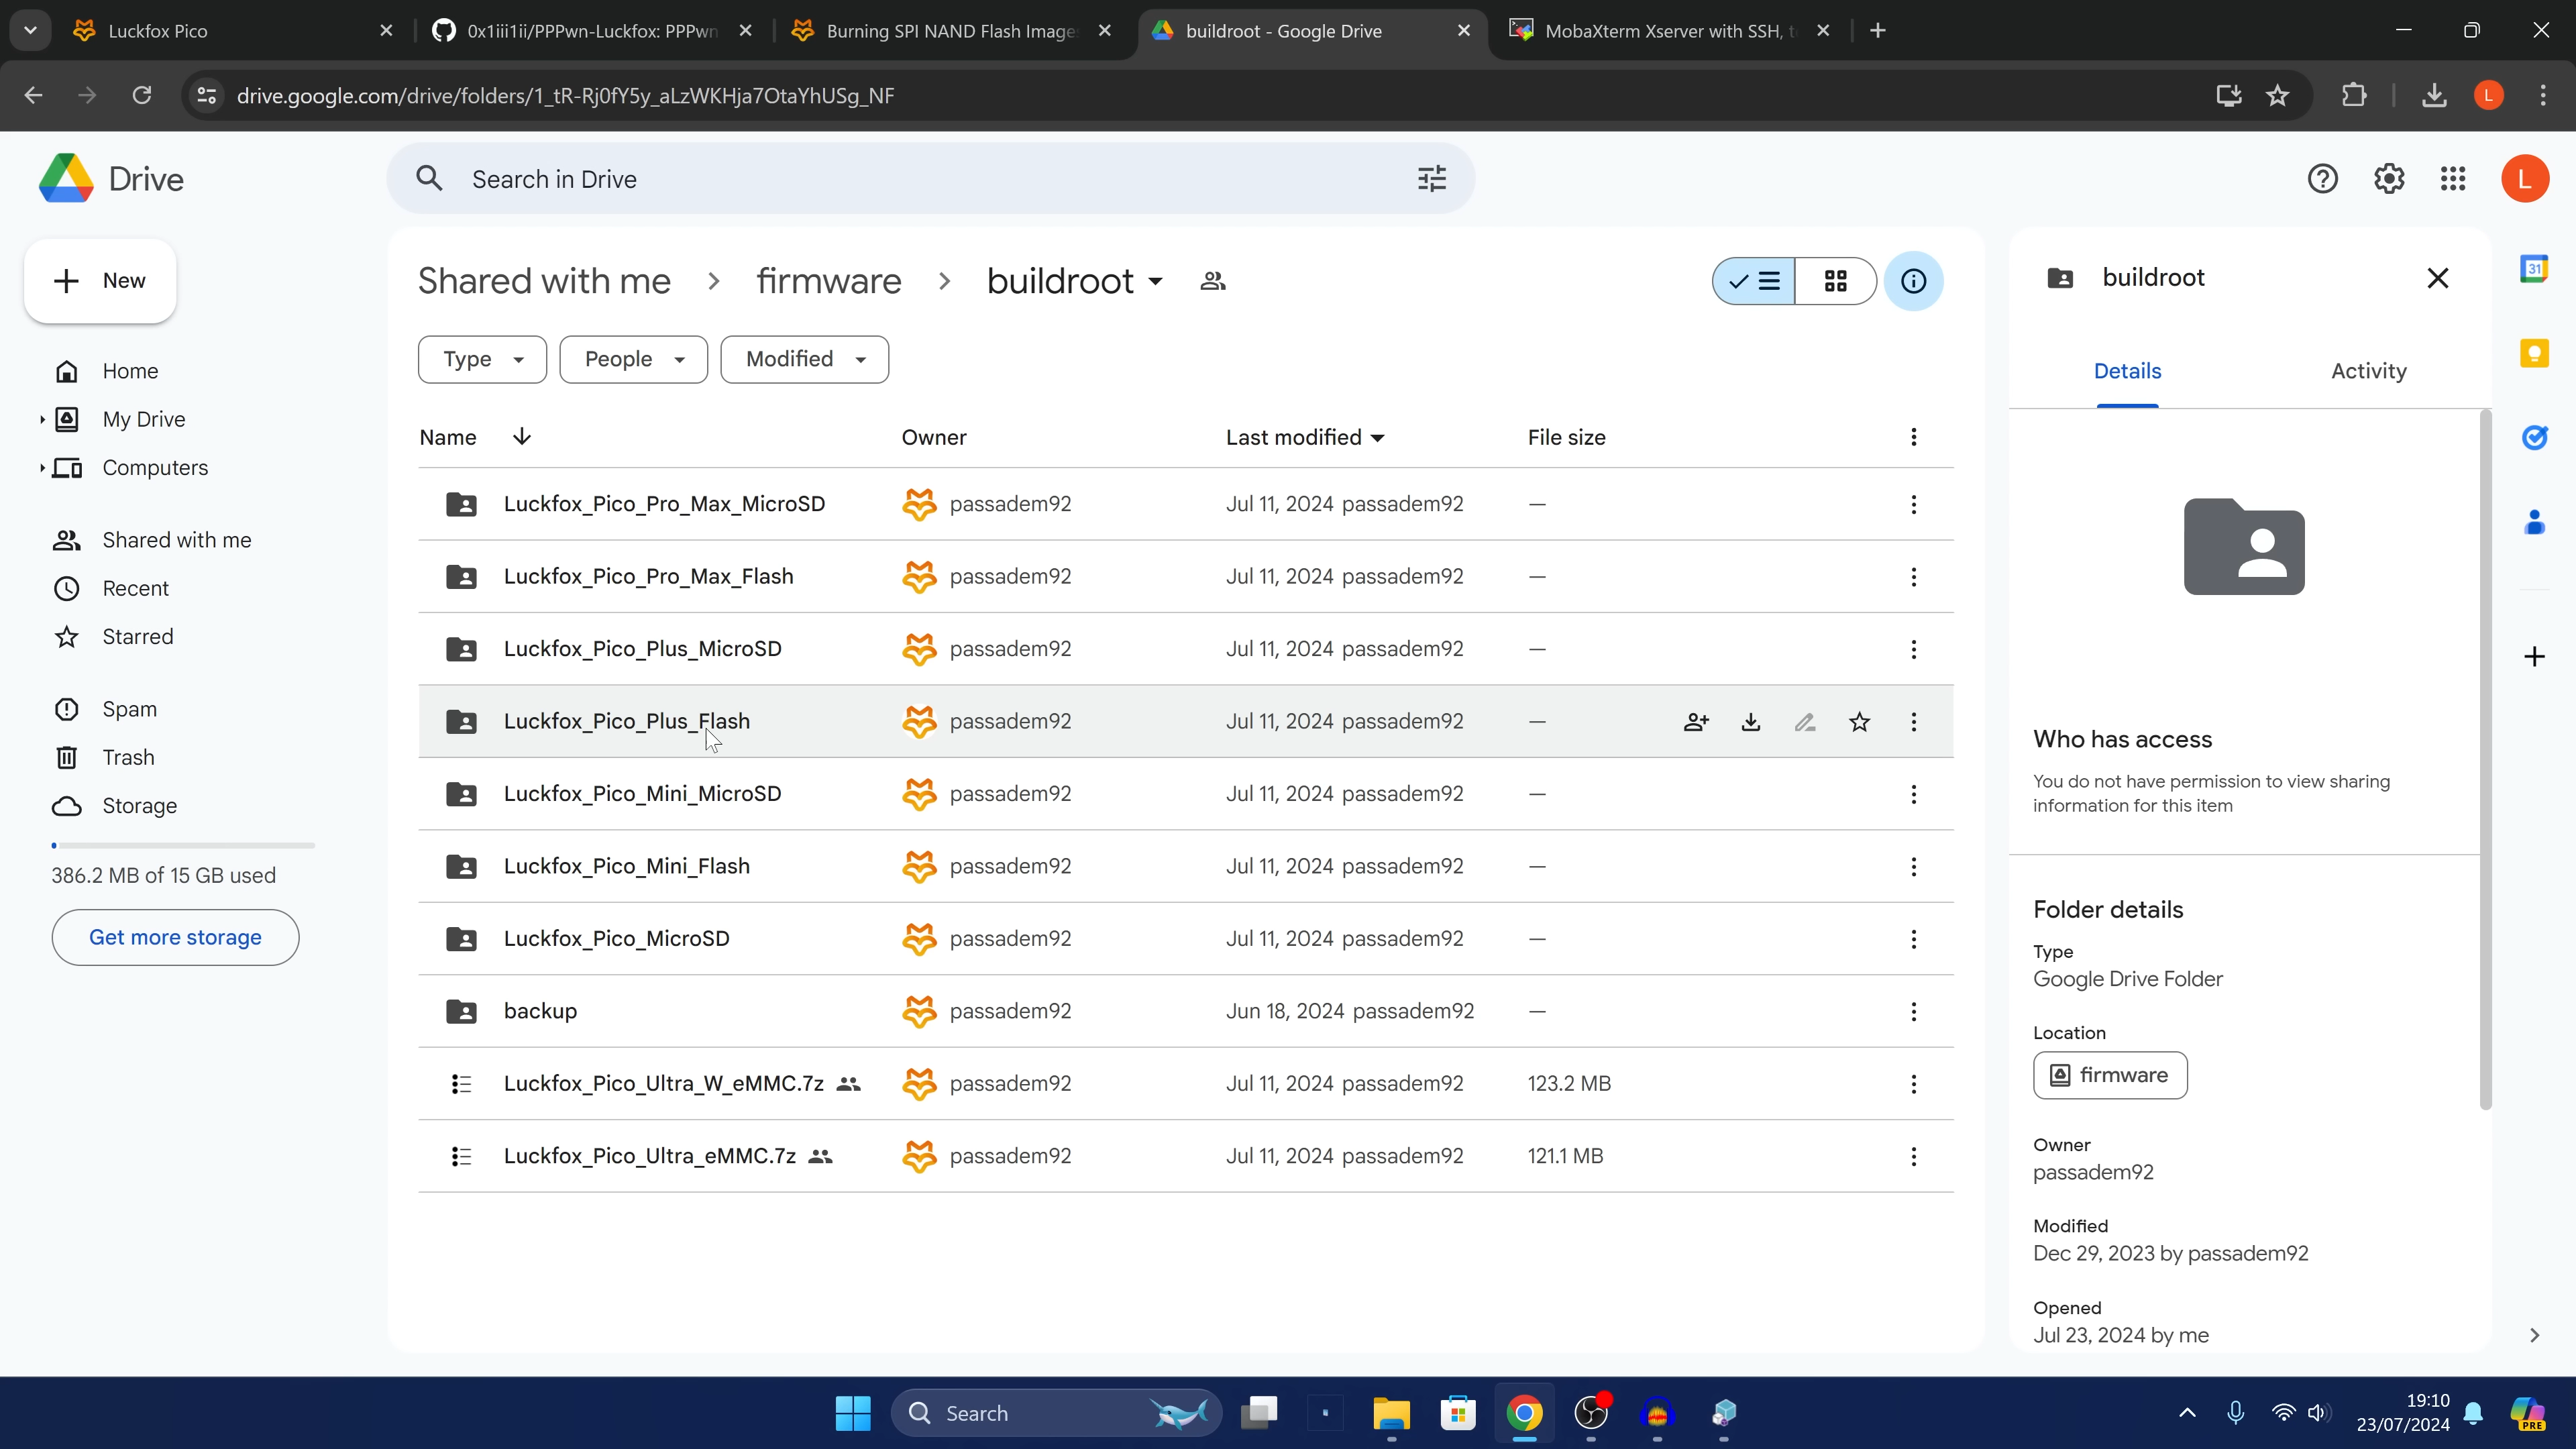 Luckfox Pico
0x1iii1ii/PPPwn-Luckfox: PPPwn
Burning SPI NAND Flash Image
buildroot - Google Drive
MobaXterm Xserver with SSH, t
drive.google.com/drive/folders/1_tR-Rj0fY5y_aLzWKHja7OtaYhUSg_NF
L
Drive
Search in Drive
L
New
Home
My Drive
Computers
Shared with me
Recent
Starred
Spam
Trash
Storage
386.2 MB of 15 GB used
Get more storage
Shared with me > firmware > buildroot
Type People Modified
Name Owner Last modified File size
Luckfox_Pico_Pro_Max_MicroSD passadem92 Jul 11, 2024 passadem92 —
Luckfox_Pico_Pro_Max_Flash passadem92 Jul 11, 2024 passadem92 —
Luckfox_Pico_Plus_MicroSD passadem92 Jul 11, 2024 passadem92 —
Luckfox_Pico_Plus_Flash passadem92 Jul 11, 2024 passadem92 —
Luckfox_Pico_Mini_MicroSD passadem92 Jul 11, 2024 passadem92 —
Luckfox_Pico_Mini_Flash passadem92 Jul 11, 2024 passadem92 —
Luckfox_Pico_MicroSD passadem92 Jul 11, 2024 passadem92 —
backup passadem92 Jun 18, 2024 passadem92 —
Luckfox_Pico_Ultra_W_eMMC.7z passadem92 Jul 11, 2024 passadem92 123.2 MB
Luckfox_Pico_Ultra_eMMC.7z passadem92 Jul 11, 2024 passadem92 121.1 MB
buildroot
Details Activity
Who has access
You do not have permission to view sharing
information for this item
Folder details
Type
Google Drive Folder
Location
firmware
Owner
passadem92
Modified
Dec 29, 2023 by passadem92
Opened
Jul 23, 2024 by me
31
Search
19:10
23/07/2024
PRE